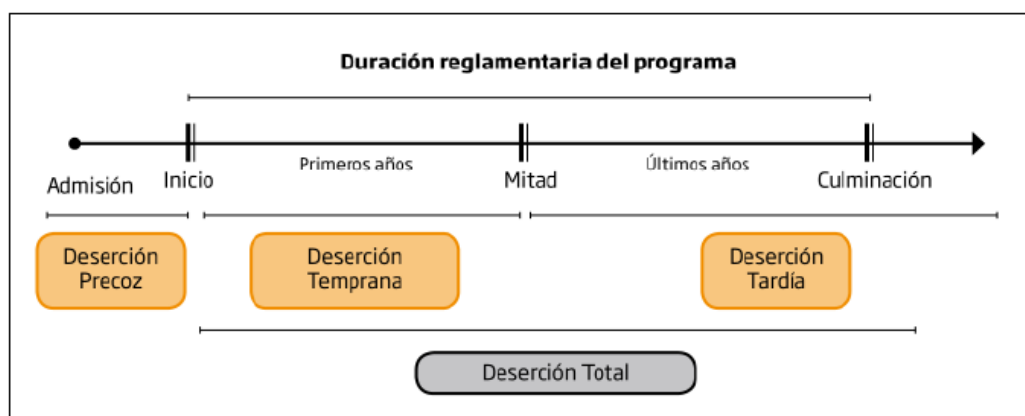 Duración reglamentaria del programa
Primeros años
Últimos años
Admisión
Inicio
Mitad
Culminación
Deserción
Precoz
Deserción
Temprana
Deserción
Tardía
Deserción Total